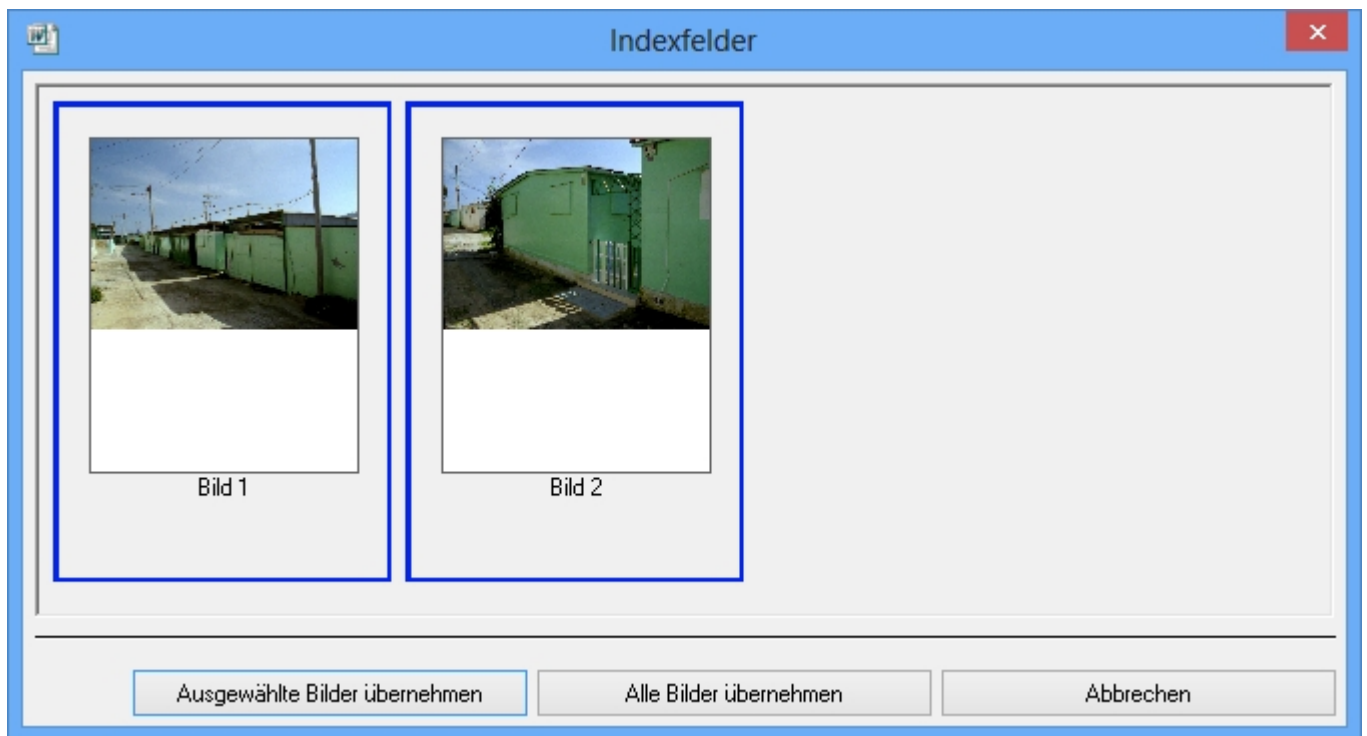 Indexfelder
Bild 1
Bild 2
Ausgewählte Bilder übernehmen
Alle Bilder übernehmen
Abbrechen